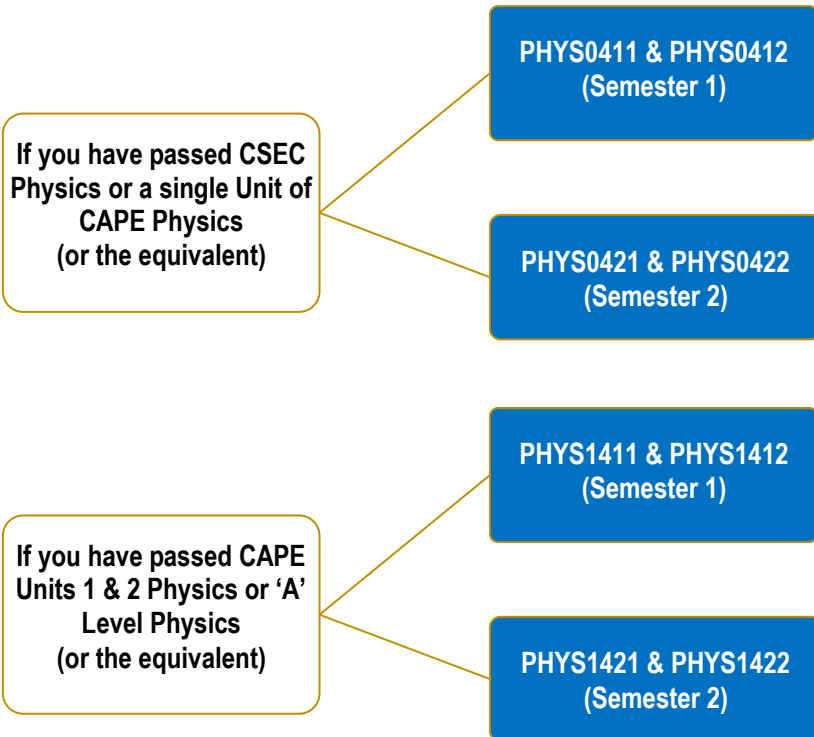 PHYS0411 & PHYS0412
(Semester 1)
If you have passed CSEC
Physics or a single Unit of
CAPE Physics
(or the equivalent)
PHYS0421 & PHYS0422
(Semester 2)
PHYS1411 & PHYS1412
(Semester 1)
If you have passed CAPE
Units 1 & 2 Physics or ‘A’
Level Physics
(or the equivalent)
PHYS1421 & PHYS1422
(Semester 2)